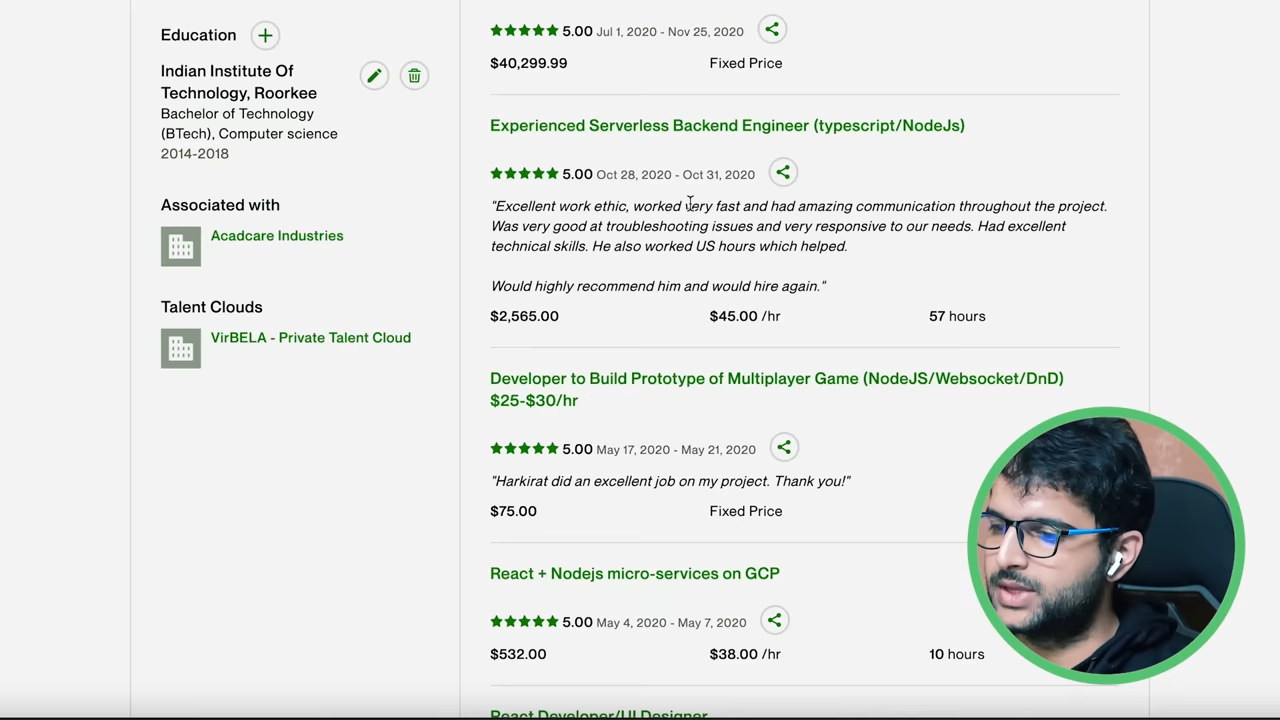 Education
Indian Institute Of
Technology, Roorkee
Bachelor of Technology
(BTech), Computer science
2014-2018
Associated with
Acadcare Industries
Talent Clouds
VirBELA - Private Talent Cloud
5.00 Jul 1, 2020 - Nov 25, 2020
$40,299.99 Fixed Price
Experienced Serverless Backend Engineer (typescript/NodeJs)
5.00 Oct 28, 2020 - Oct 31, 2020
"Excellent work ethic, worked very fast and had amazing communication throughout the project.
Was very good at troubleshooting issues and very responsive to our needs. Had excellent
technical skills. He also worked US hours which helped.
Would highly recommend him and would hire again."
$2,565.00 $45.00 /hr 57 hours
Developer to Build Prototype of Multiplayer Game (NodeJS/Websocket/DnD)
$25-$30/hr
5.00 May 17, 2020 - May 21, 2020
"Harkirat did an excellent job on my project. Thank you!"
$75.00 Fixed Price
React + Nodejs micro-services on GCP
5.00 May 4, 2020 - May 7, 2020
$532.00 $38.00 /hr 10 hours
React Developer/UI Designer